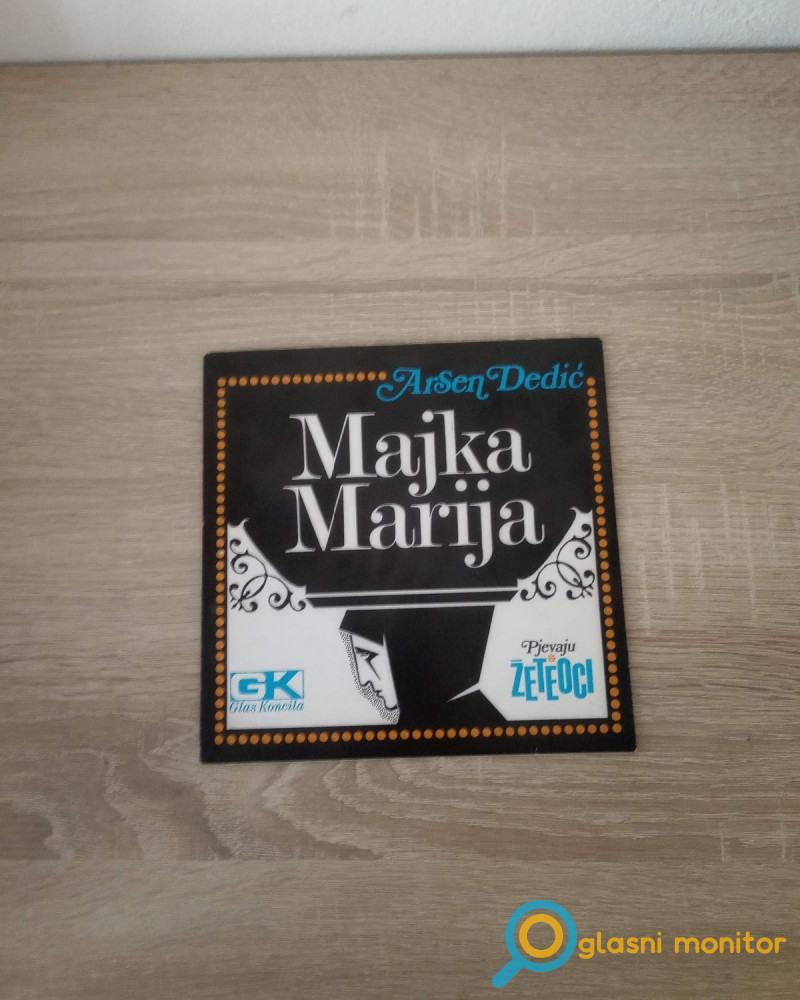 Arsen Dedić
Majka
Marija
Pjevaju
ŽETEOCI
GK
Glas Koncila
Oglasni monitor